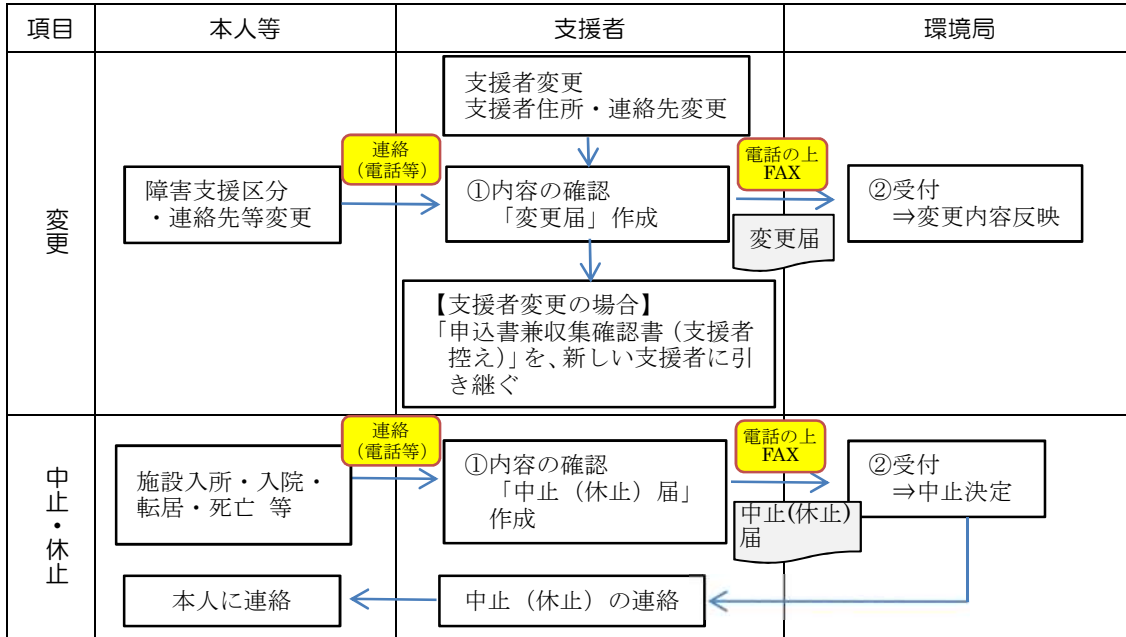 項目
本人等
支援者
環境局
変更
支援者変更
支援者住所・連絡先変更
連絡
（電話等）
電話の上
FAX
障害支援区分
・連絡先等変更
①内容の確認
「変更届」作成
②受付
⇒変更内容反映
変更届
【支援者変更の場合】
「申込書兼収集確認書（支援者
控え）」を、新しい支援者に引
き継ぐ
中止・休止
連絡
（電話等）
電話の上
FAX
施設入所・入院・
転居・死亡 等
①内容の確認
「中止（休止）届」
作成
②受付
⇒中止決定
中止(休止)
届
本人に連絡
中止（休止）の連絡